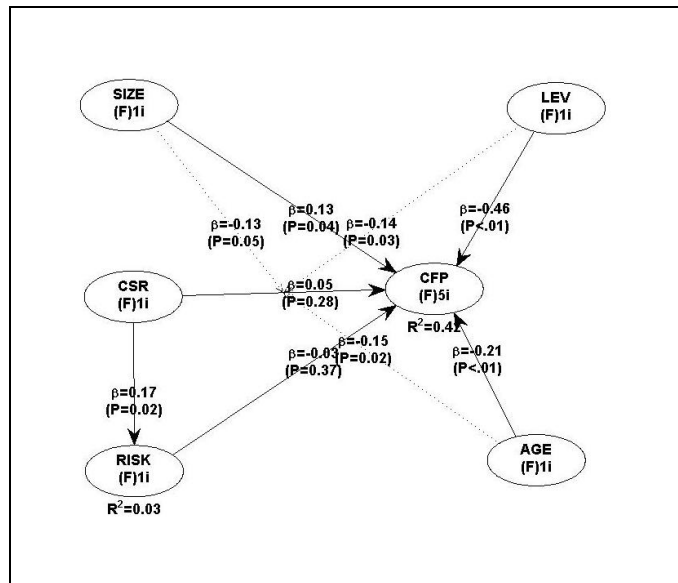 SIZE
(F)1i
LEV
(F)1i
β=-0.13
(P=0.05)
β=0.13
(P=0.04)
β=-0.14
(P=0.03)
β=-0.46
(P<.01)
CSR
(F)1i
β=0.05
(P=0.28)
CFP
(F)5i
R²=0.42
β=-0.03
(P=0.37)
β=-0.15
(P=0.02)
β=-0.21
(P<.01)
β=0.17
(P=0.02)
RISK
(F)1i
R²=0.03
AGE
(F)1i